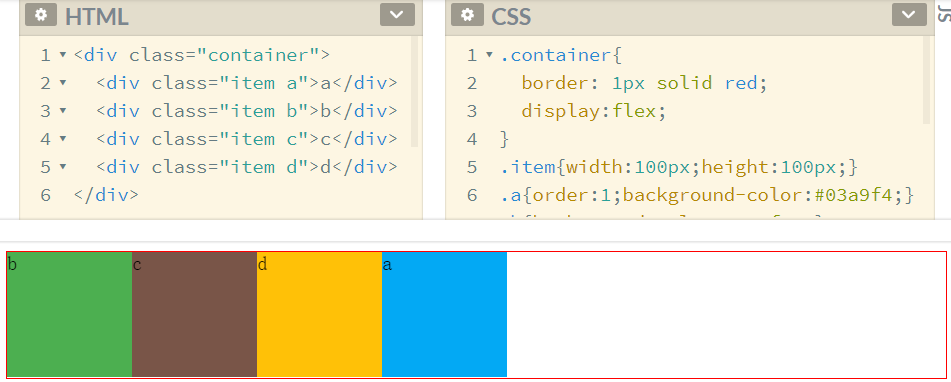 HTML
1 <div class="container">
2 <div class="item a">a</div>
3 <div class="item b">b</div>
4 <div class="item c">c</div>
5 <div class="item d">d</div>
6 </div>
CSS
1 .container{
2 border: 1px solid red;
3 display:flex;
4 }
5 .item{width:100px;height:100px;}
6 .a{order:1;background-color:#03a9f4;}
JS
b c d a